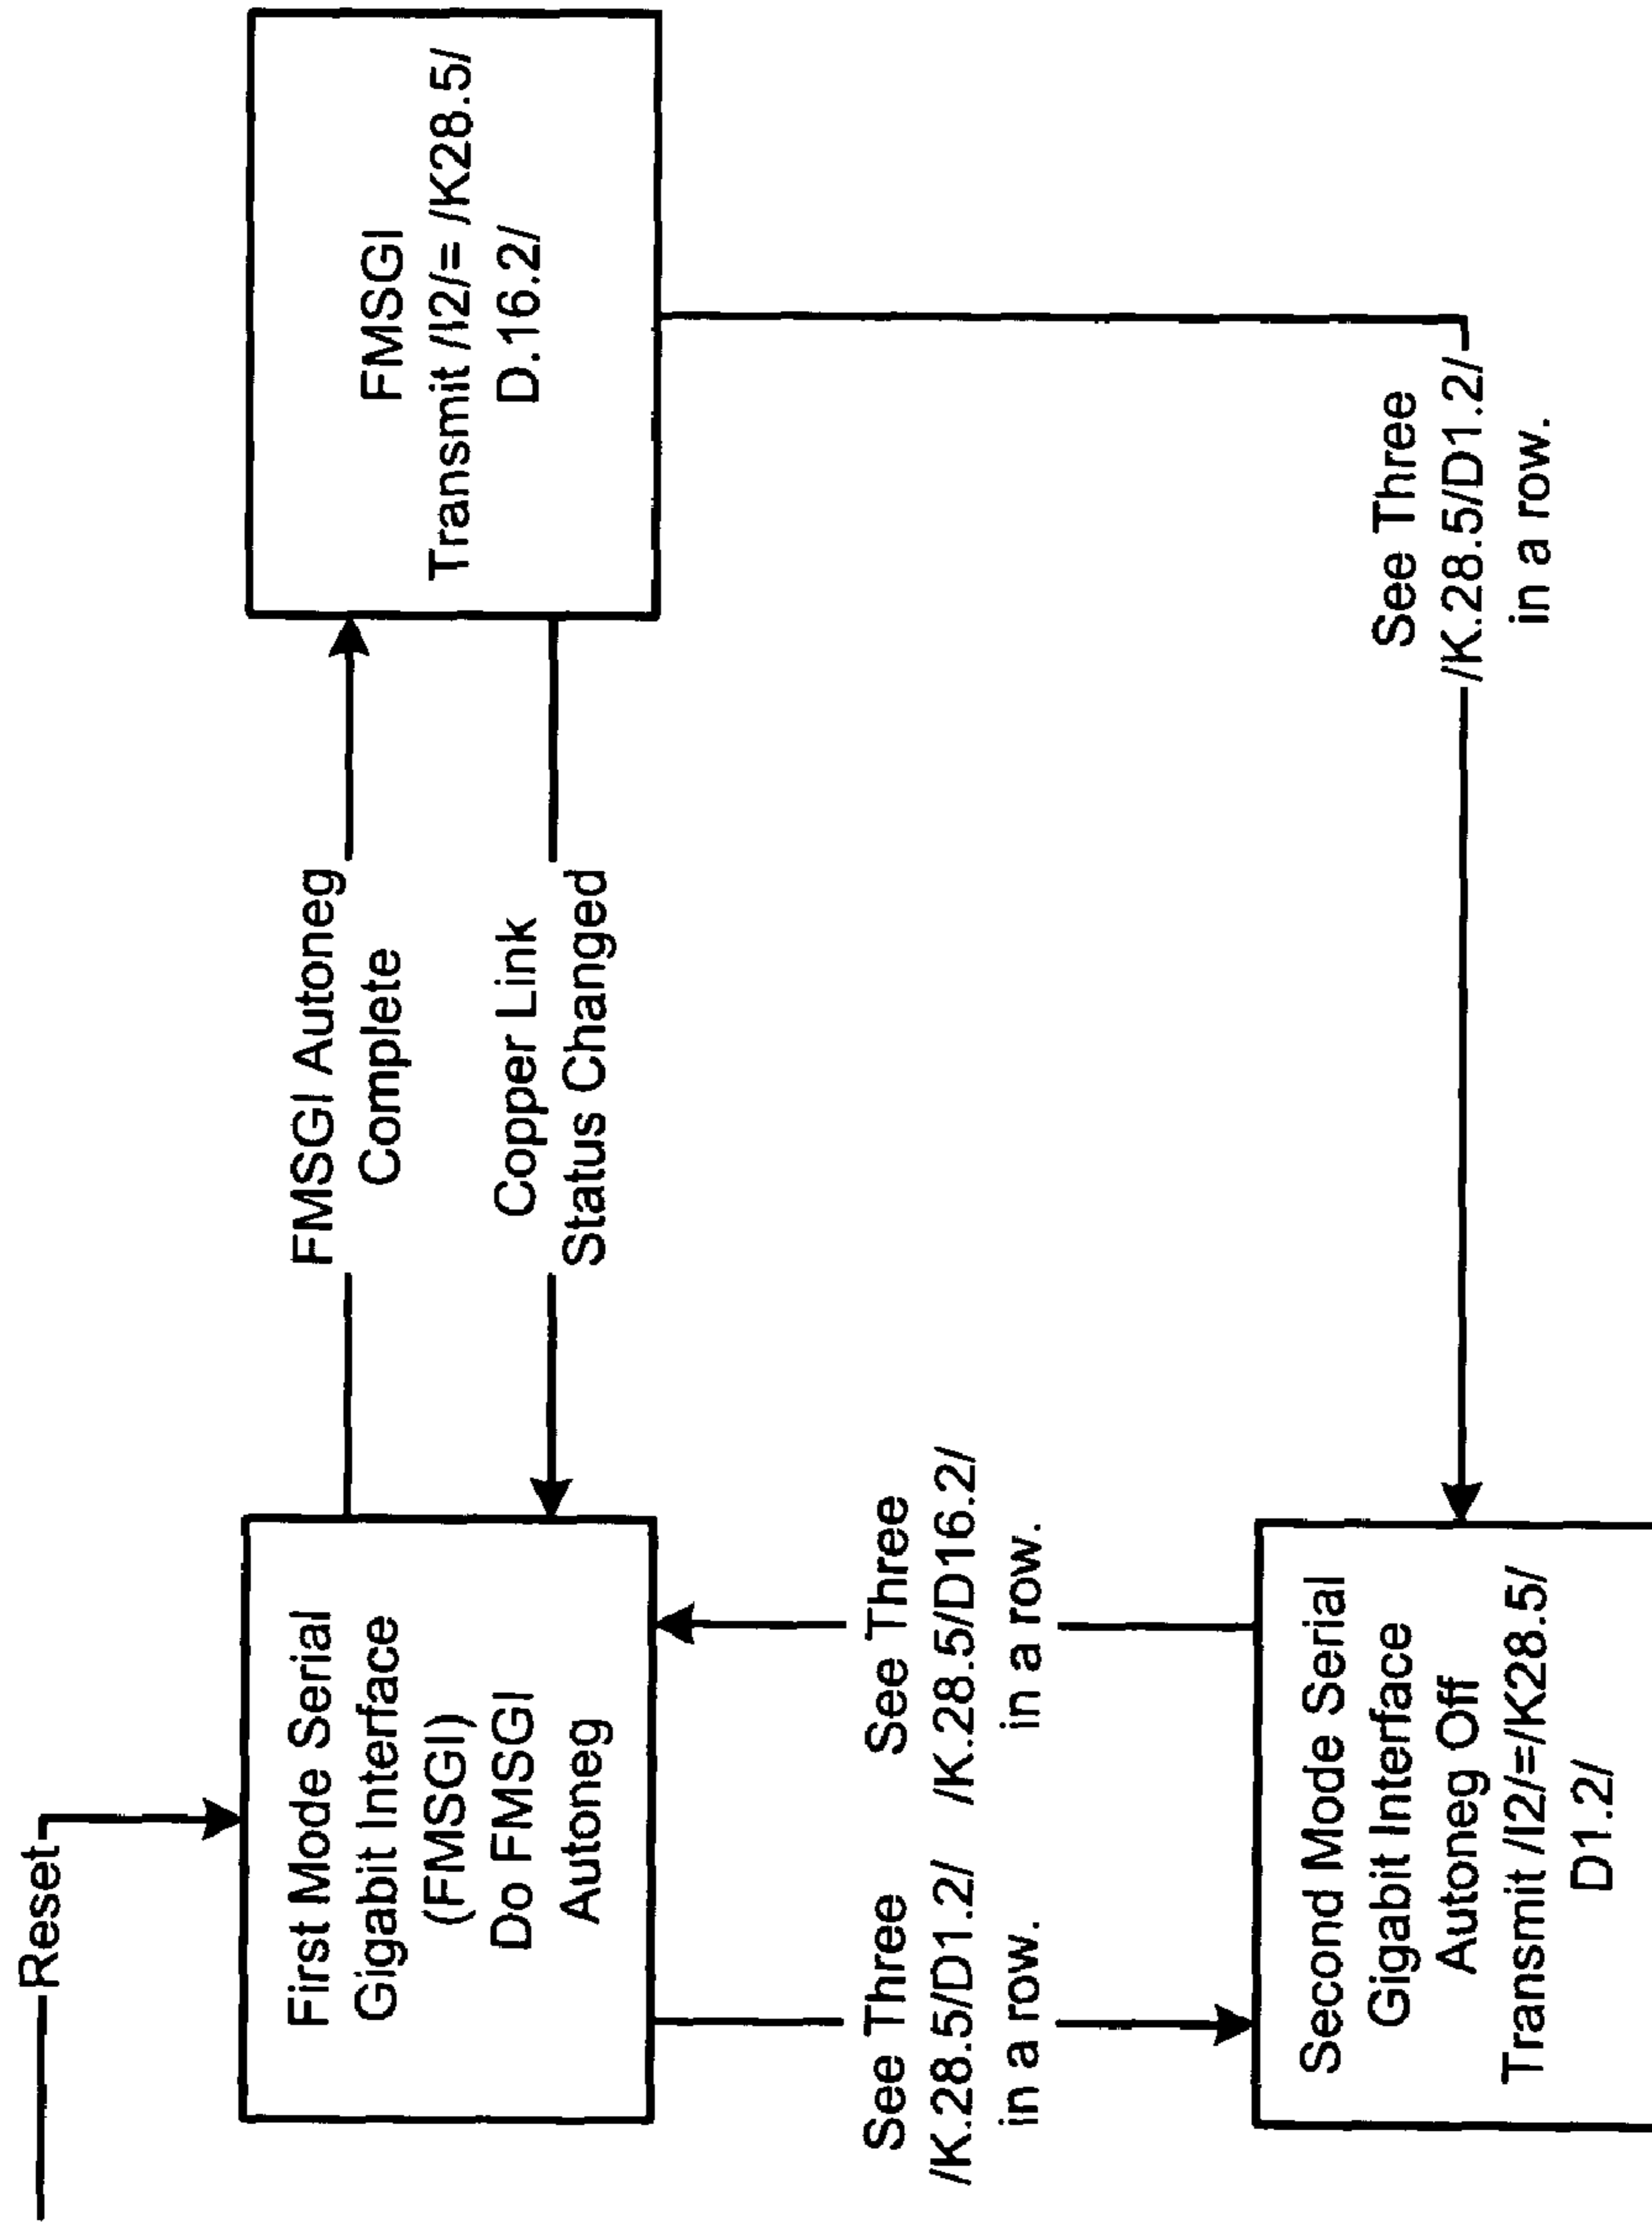 Reset
First Mode Serial
Gigabit Interface
(FMSGI)
Do FMSGI
Autoneg
FMSGI Autoneg
Complete
Copper Link
Status Changed
FMSGI
Transmit /I2/= /K28.5/
D.16.2/
See Three
/K.28.5/D1.2/
in a row.
See Three
/K.28.5/D16.2/
in a row.
See Three
/K.28.5/D1.2/
in a row.
Second Mode Serial
Gigabit Interface
Autoneg Off
Transmit /I2/=/K28.5/
D1.2/